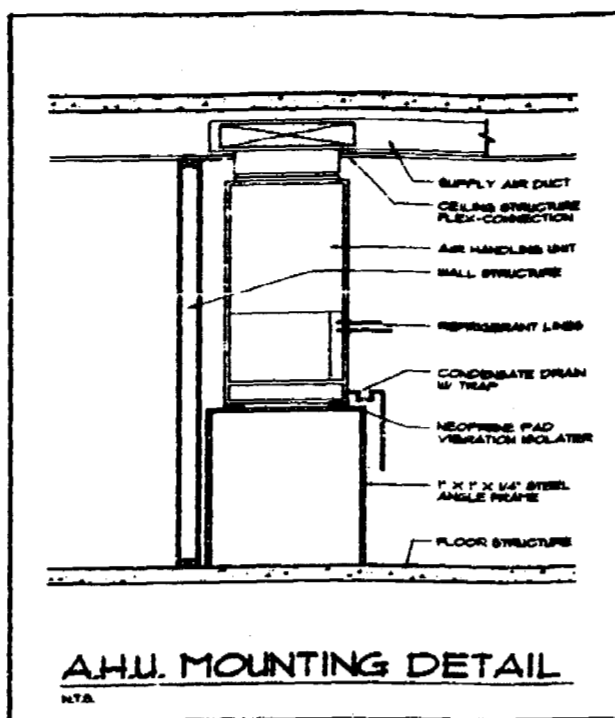 SUPPLY AIR DUCT
CEILING STRUCTURE
FLEX-CONNECTION
AIR HANDLING UNIT
WALL STRUCTURE
REFRIGERANT LINES
CONDENSATE DRAIN
W/ TRAP
NEOPRENE PAD
VIBRATION ISOLATER
1" X 1" X 1/4" STEEL
ANGLE FRAME
FLOOR STRUCTURE
A.H.U. MOUNTING DETAIL
N.T.S.